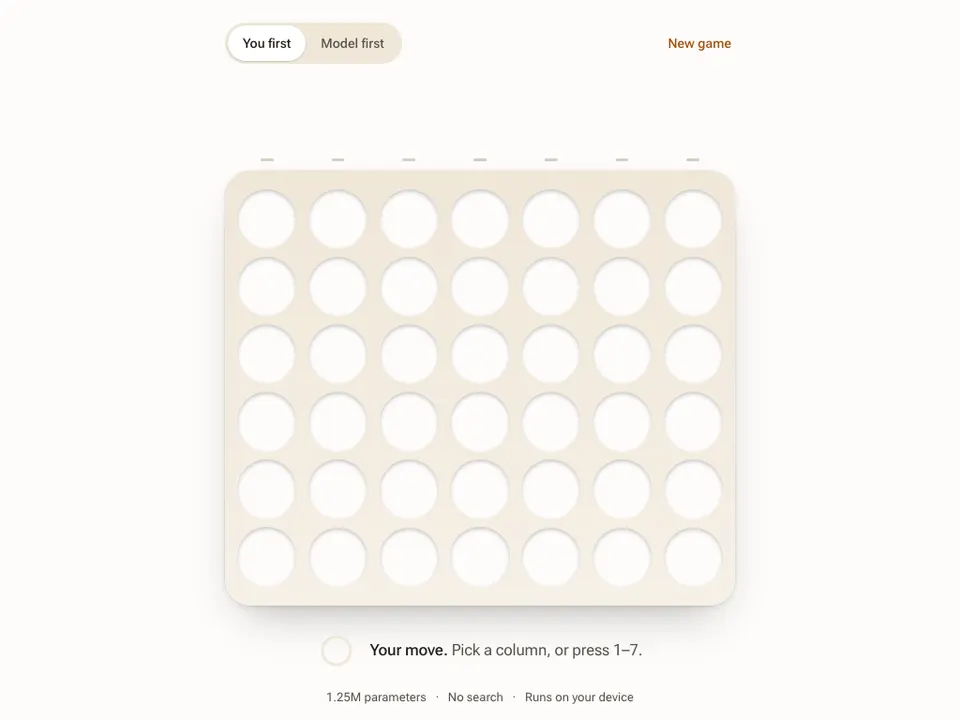 You first
Model first
New game
Your move. Pick a column, or press 1–7.
1.25M parameters · No search · Runs on your device